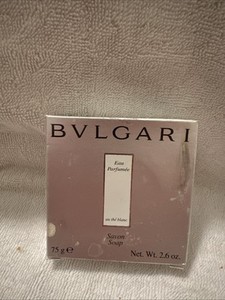 BVLGARI
Eau
Parfumée
au thé blanc
Savon
Soap
75 g e
Net. Wt. 2.6 oz.